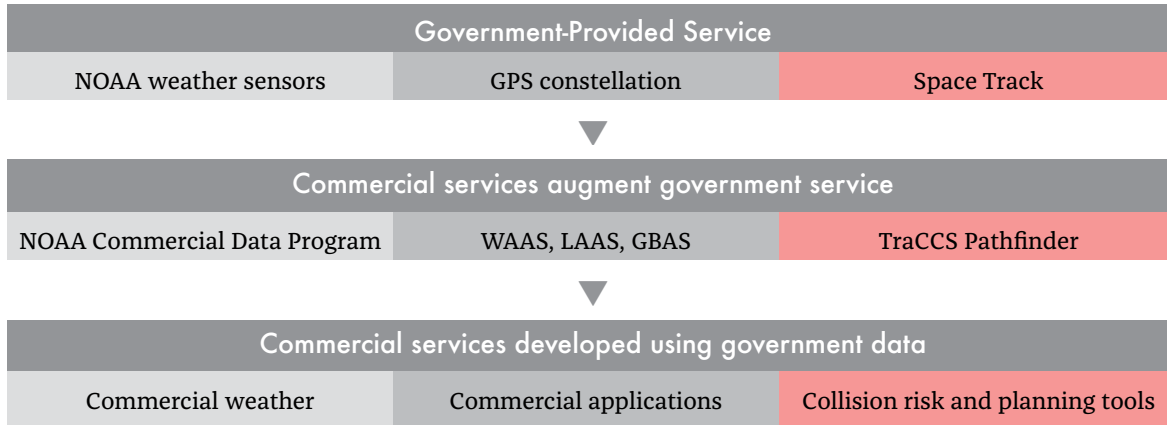 Government-Provided Service
NOAA weather sensors GPS constellation Space Track
Commercial services augment government service
NOAA Commercial Data Program WAAS, LAAS, GBAS TraCCS Pathfinder
Commercial services developed using government data
Commercial weather Commercial applications Collision risk and planning tools